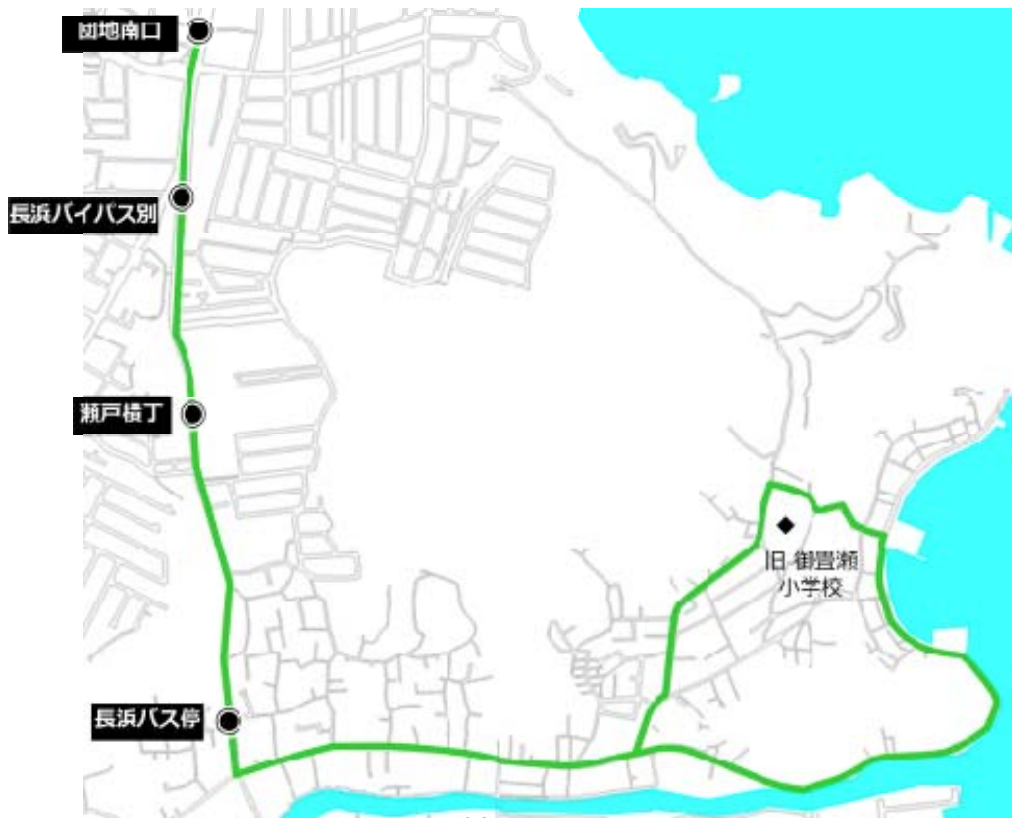 団地南口
長浜バイパス別
瀬戸横丁
旧 御畳瀬
小学校
長浜バス停